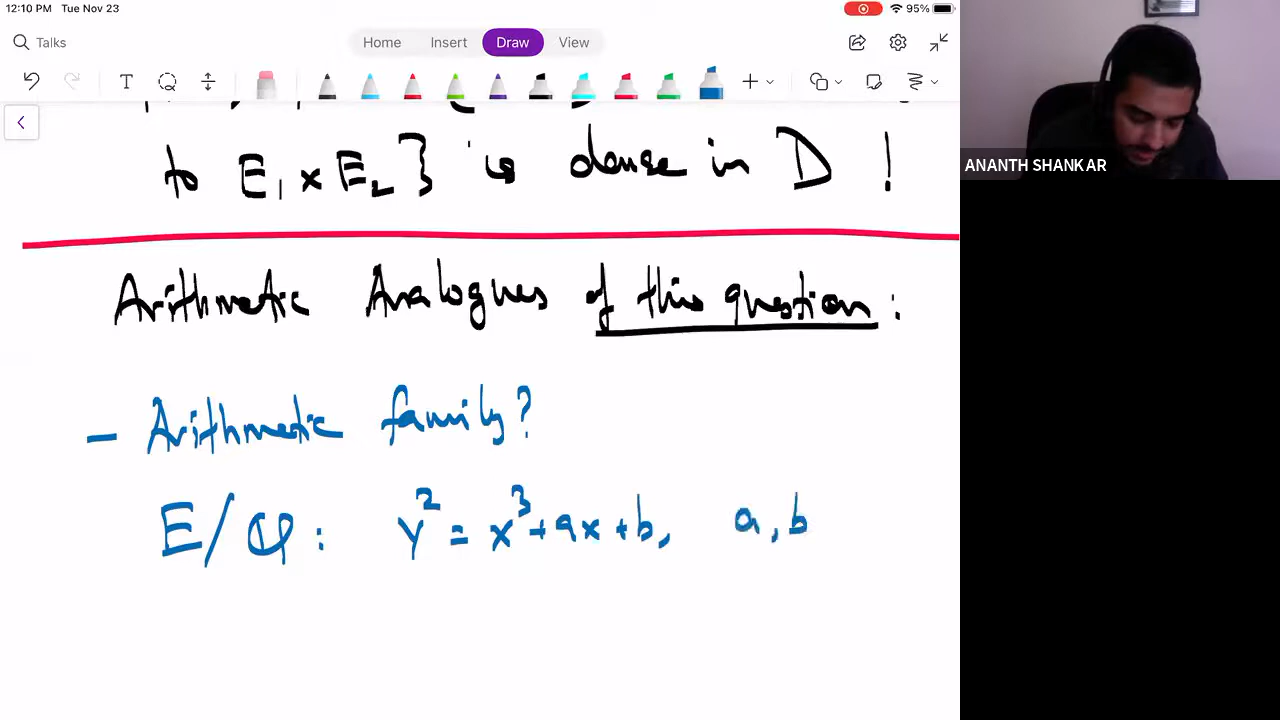 12:10 PM Tue Nov 23
95%
Talks
Home Insert Draw View
to E₁ × E₂ } is dense in D !
Arithmetic Analogues of this question :
- Arithmetic family?
E/ℚ : y² = x³ + ax + b, a, b
ANANTH SHANKAR